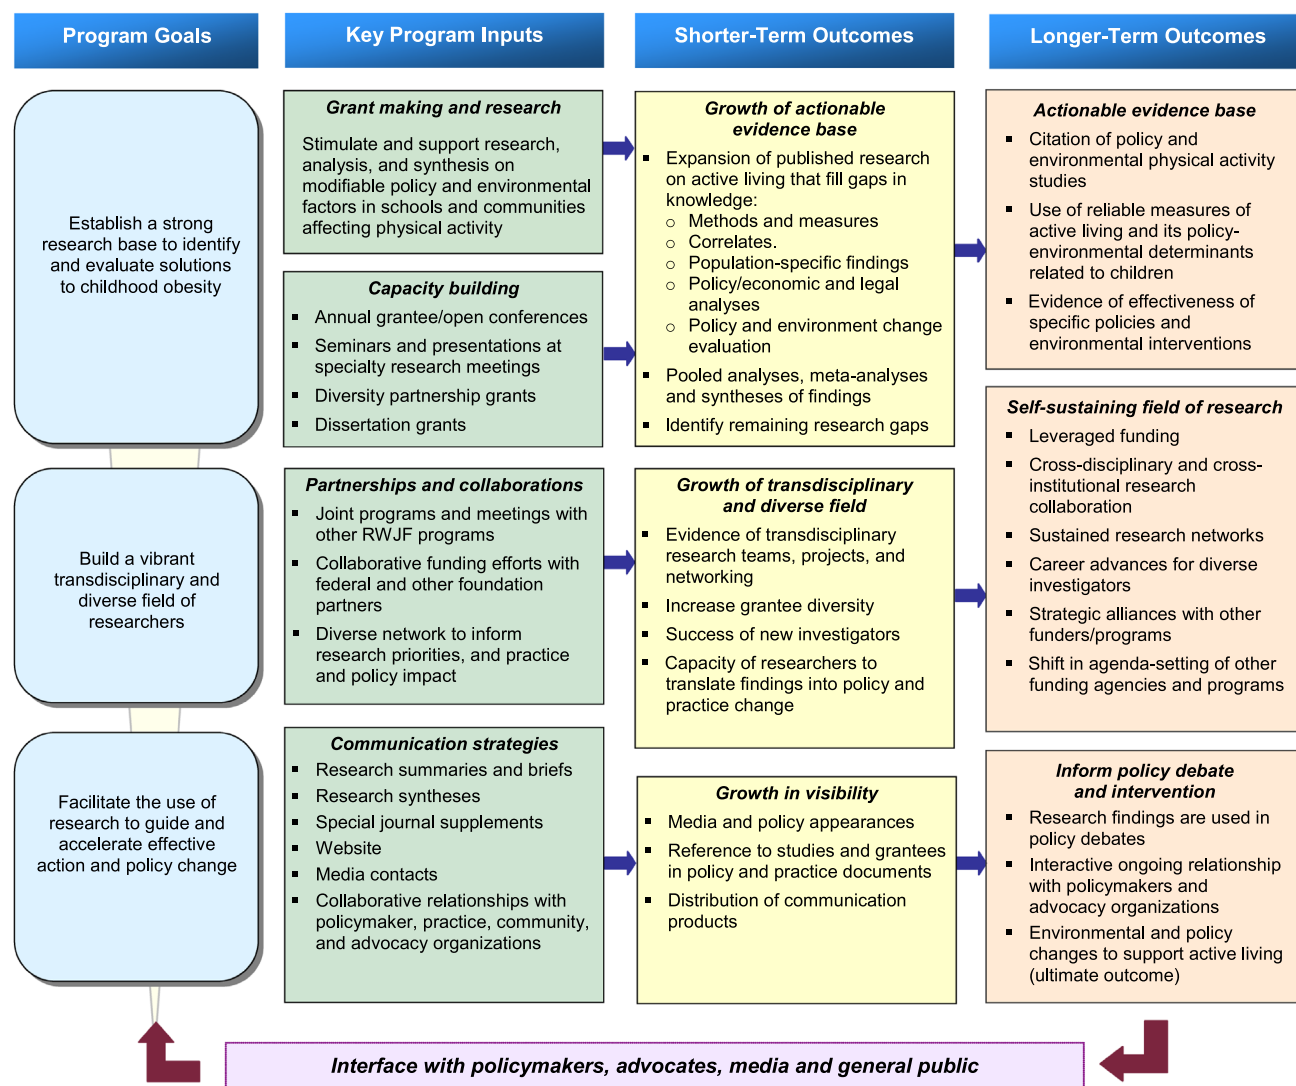 Program Goals
Key Program Inputs
Shorter-Term Outcomes
Longer-Term Outcomes
Establish a strong
research base to identify
and evaluate solutions
to childhood obesity
Build a vibrant
transdisciplinary and
diverse field of
researchers
Facilitate the use of
research to guide and
accelerate effective
action and policy change
Grant making and research
Stimulate and support research,
analysis, and synthesis on
modifiable policy and environmental
factors in schools and communities
affecting physical activity
Capacity building
▪ Annual grantee/open conferences
▪ Seminars and presentations at
specialty research meetings
▪ Diversity partnership grants
▪ Dissertation grants
Partnerships and collaborations
▪ Joint programs and meetings with
other RWJF programs
▪ Collaborative funding efforts with
federal and other foundation
partners
▪ Diverse network to inform
research priorities, and practice
and policy impact
Communication strategies
▪ Research summaries and briefs
▪ Research syntheses
▪ Special journal supplements
▪ Website
▪ Media contacts
▪ Collaborative relationships with
policymaker, practice, community,
and advocacy organizations
Growth of actionable
evidence base
▪ Expansion of published research
on active living that fill gaps in
knowledge:
o Methods and measures
o Correlates.
o Population-specific findings
o Policy/economic and legal
analyses
o Policy and environment change
evaluation
▪ Pooled analyses, meta-analyses
and syntheses of findings
▪ Identify remaining research gaps
Growth of transdisciplinary
and diverse field
▪ Evidence of transdisciplinary
research teams, projects, and
networking
▪ Increase grantee diversity
▪ Success of new investigators
▪ Capacity of researchers to
translate findings into policy and
practice change
Growth in visibility
▪ Media and policy appearances
▪ Reference to studies and grantees
in policy and practice documents
▪ Distribution of communication
products
Actionable evidence base
▪ Citation of policy and
environmental physical activity
studies
▪ Use of reliable measures of
active living and its policy-
environmental determinants
related to children
▪ Evidence of effectiveness of
specific policies and
environmental interventions
Self-sustaining field of research
▪ Leveraged funding
▪ Cross-disciplinary and cross-
institutional research
collaboration
▪ Sustained research networks
▪ Career advances for diverse
investigators
▪ Strategic alliances with other
funders/programs
▪ Shift in agenda-setting of other
funding agencies and programs
Inform policy debate
and intervention
▪ Research findings are used in
policy debates
▪ Interactive ongoing relationship
with policymakers and
advocacy organizations
▪ Environmental and policy
changes to support active living
(ultimate outcome)
Interface with policymakers, advocates, media and general public